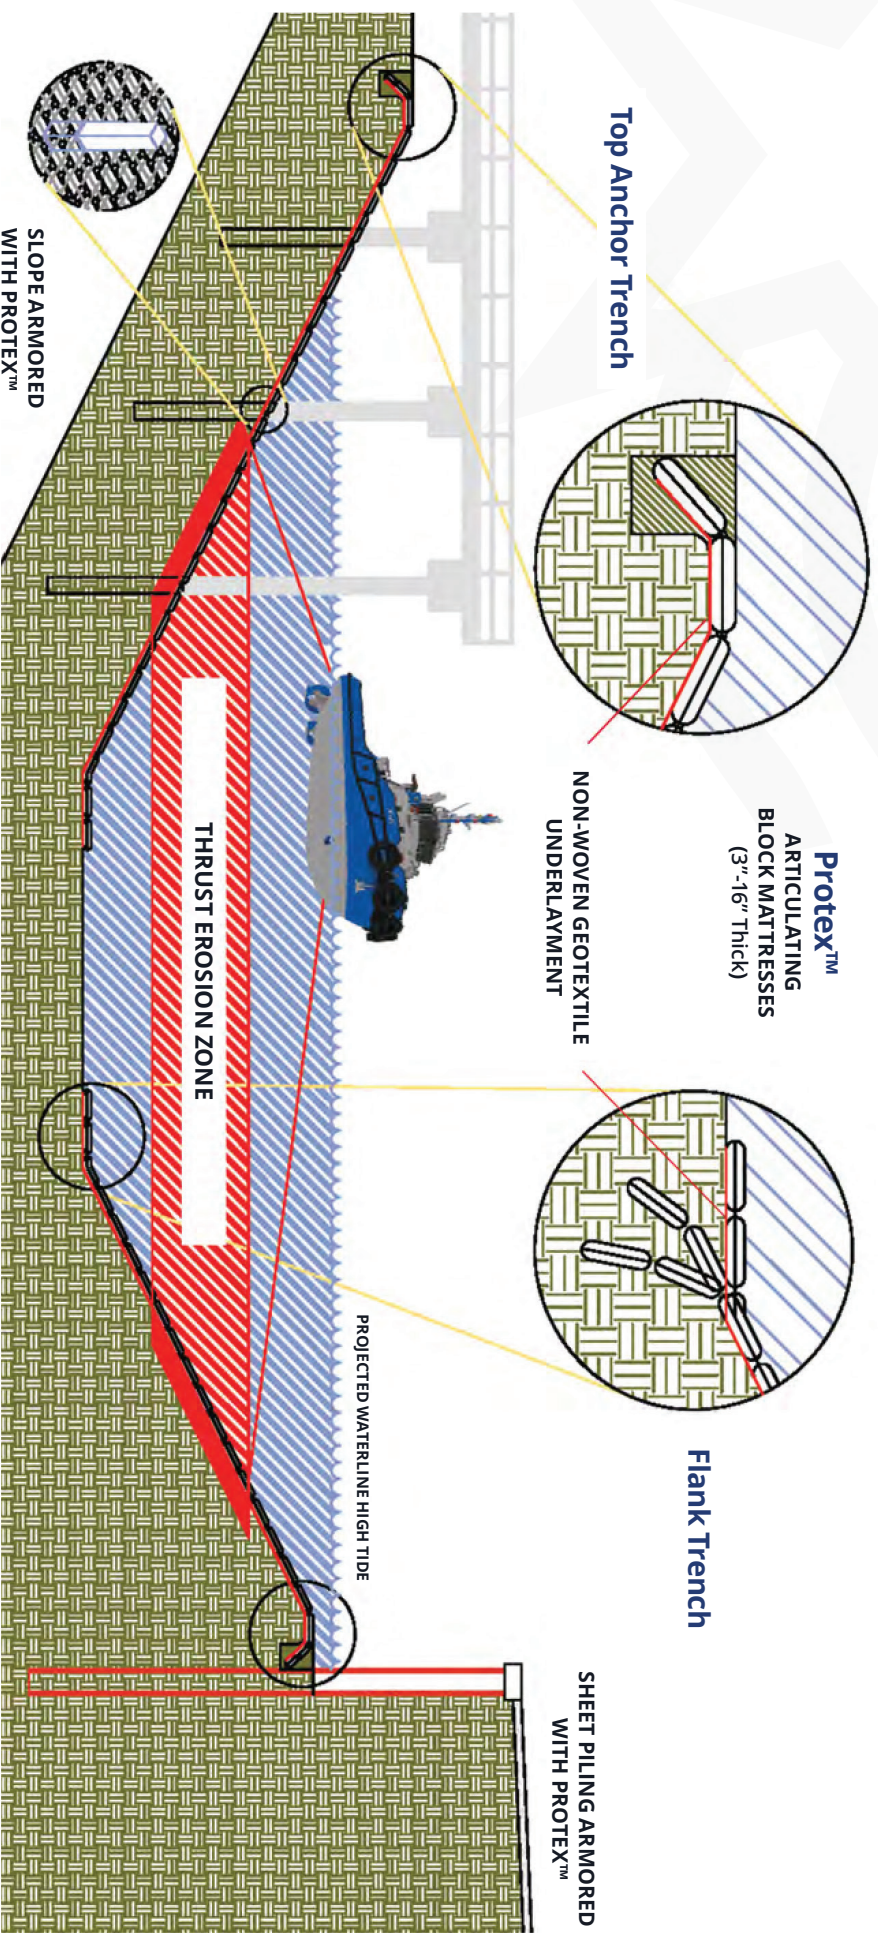 Top Anchor Trench
Protex™
ARTICULATING
BLOCK MATTRESSES
(3”-16” Thick)
NON-WOVEN GEOTEXTILE
UNDERLAYMENT
Flank Trench
SHEET PILING ARMORED
WITH PROTEX™
PROJECTED WATERLINE HIGH TIDE
THRUST EROSION ZONE
SLOPE ARMORED
WITH PROTEX™